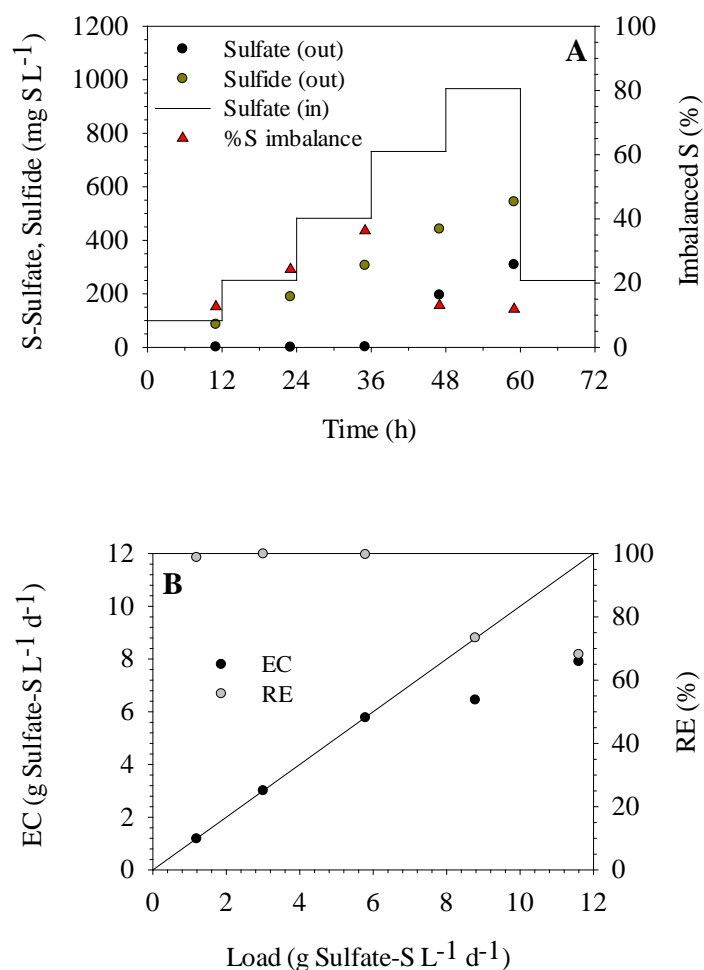 A
Sulfate (out)
Sulfide (out)
Sulfate (in)
%S imbalance
S-Sulfate, Sulfide (mg S L-1)
1200
1000
800
600
400
200
0
Imbalanced S (%)
100
80
60
40
20
0
0 12 24 36 48 60 72
Time (h)
B
EC
RE
EC (g Sulfate-S L-1 d-1)
12
10
8
6
4
2
0
RE (%)
100
80
60
40
20
0
0 2 4 6 8 10 12
Load (g Sulfate-S L-1 d-1)